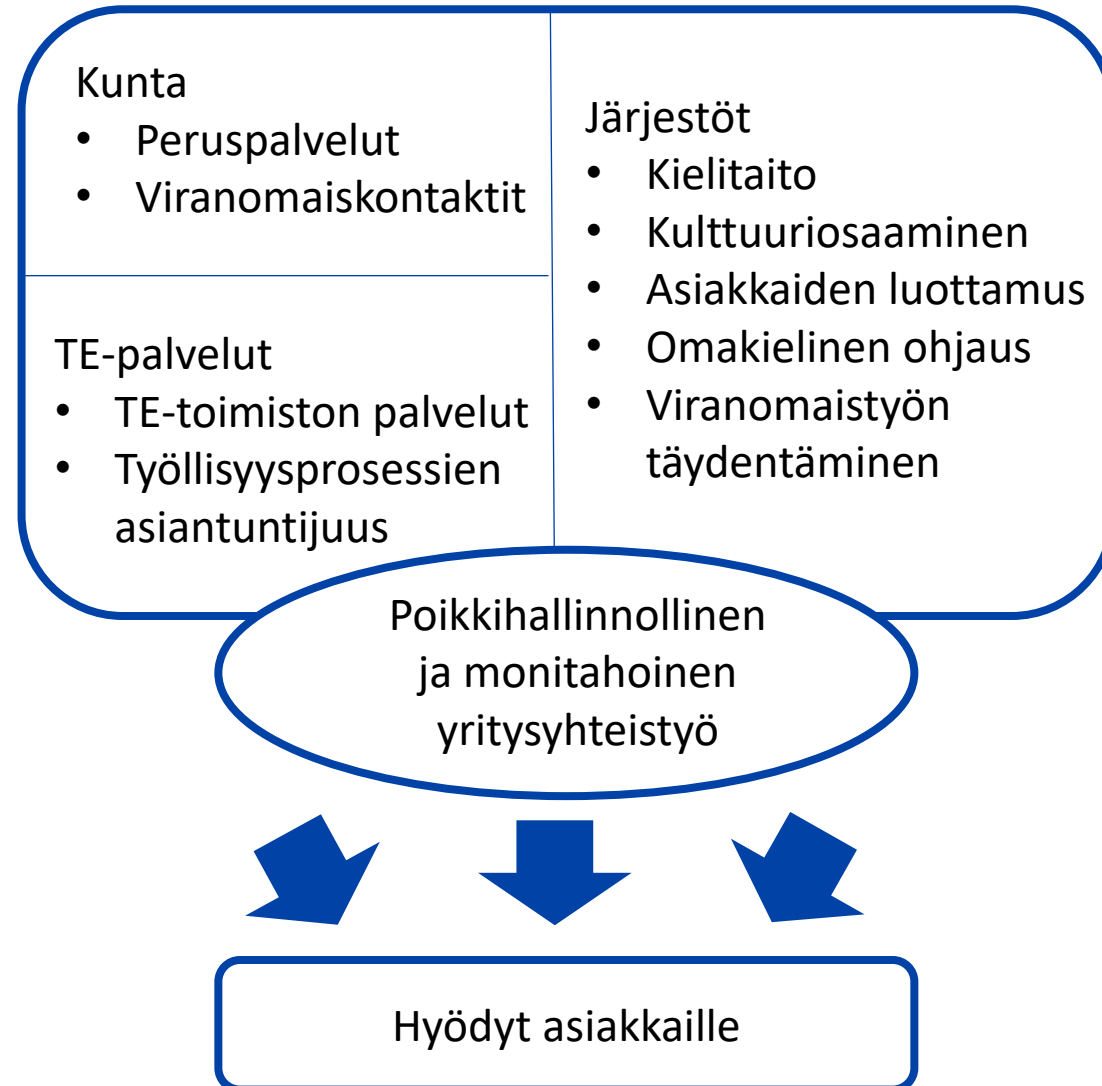 Kunta
• Peruspalvelut
• Viranomaiskontaktit
TE-palvelut
• TE-toimiston palvelut
• Työllisyysprosessien
asiantuntijuus
Järjestöt
• Kielitaito
• Kulttuuriosaaminen
• Asiakkaiden luottamus
• Omakielinen ohjaus
• Viranomaistyön
täydentäminen
Poikkihallinnollinen
ja monitahoinen
yritysyhteistyö
Hyödyt asiakkaille